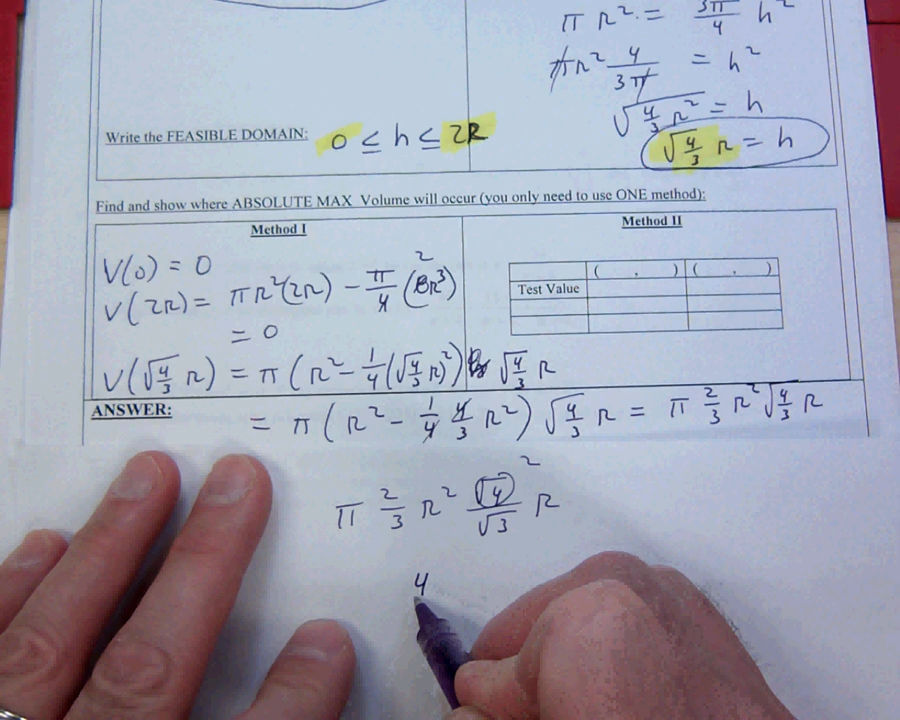 π R² = 3π/4 h²
πR² 4/3π = h²
√(4/3 R²) = h
√(4/3) R = h
Write the FEASIBLE DOMAIN: 0 ≤ h ≤ 2R
Find and show where ABSOLUTE MAX Volume will occur (you only need to use ONE method):
Method I
V(0) = 0
V(2R) = πR²(2R) − π/4 (8R³) 2
= 0
V(√(4/3) R) = π(R² − 1/4(√(4/3) R)²) √(4/3) R
Method II
( , ) ( , )
Test Value
ANSWER:
= π(R² − 1/4 4/3 R²) √(4/3) R = π 2/3 R² √(4/3) R
π 2/3 R² √4/√3 R 2
4